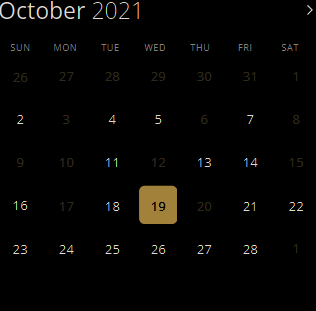 October 2021
SUN MON TUE WED THU FRI SAT
26 27 28 29 30 31 1
2 3 4 5 6 7 8
9 10 11 12 13 14 15
16 17 18 19 20 21 22
23 24 25 26 27 28 1